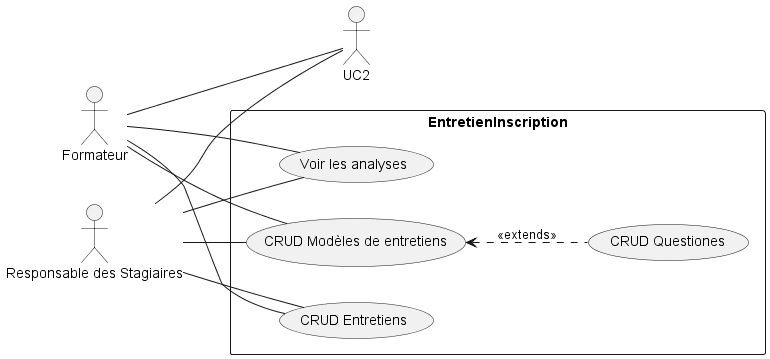 UC2
Formateur
EntretienInscription
Voir les analyses
CRUD Modèles de entretiens
«extends»
CRUD Questiones
Responsable des Stagiaires
CRUD Entretiens